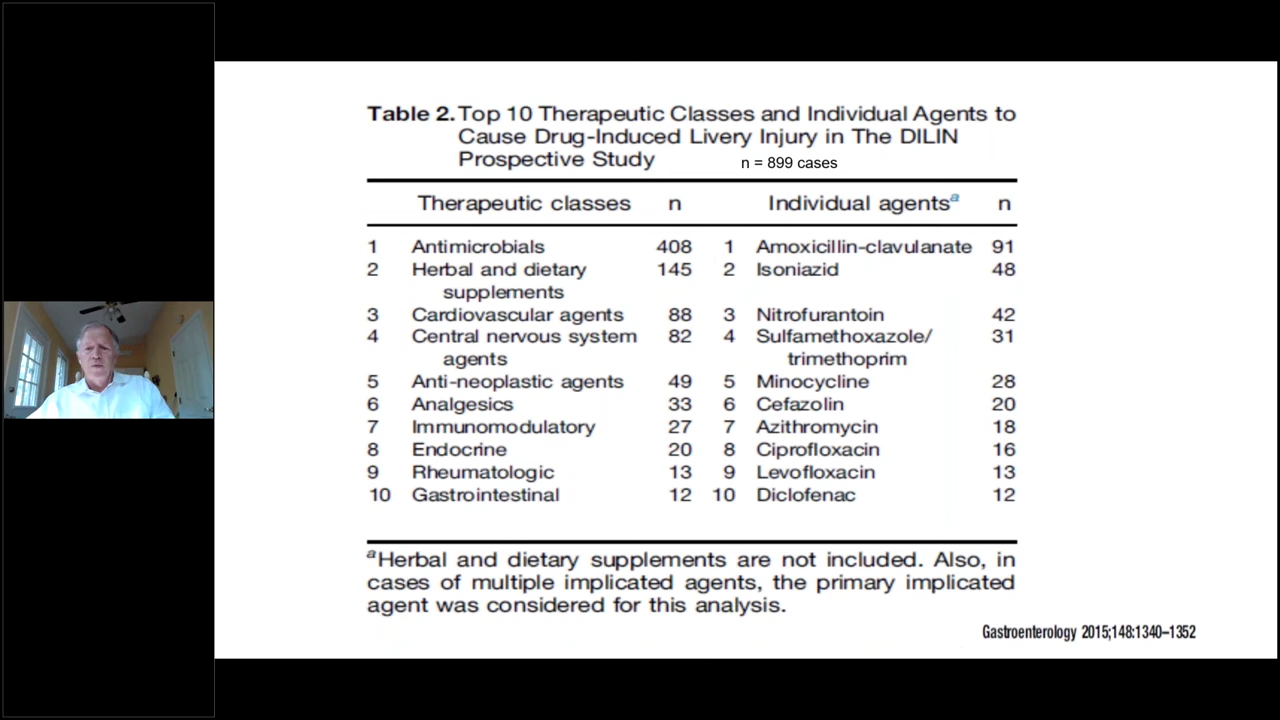 Table 2. Top 10 Therapeutic Classes and Individual Agents to
Cause Drug-Induced Livery Injury in The DILIN
Prospective Study n = 899 cases
Therapeutic classes n Individual agentsa n
1 Antimicrobials 408 1 Amoxicillin-clavulanate 91
2 Herbal and dietary 145 2 Isoniazid 48
supplements
3 Cardiovascular agents 88 3 Nitrofurantoin 42
4 Central nervous system 82 4 Sulfamethoxazole/ 31
agents trimethoprim
5 Anti-neoplastic agents 49 5 Minocycline 28
6 Analgesics 33 6 Cefazolin 20
7 Immunomodulatory 27 7 Azithromycin 18
8 Endocrine 20 8 Ciprofloxacin 16
9 Rheumatologic 13 9 Levofloxacin 13
10 Gastrointestinal 12 10 Diclofenac 12
aHerbal and dietary supplements are not included. Also, in
cases of multiple implicated agents, the primary implicated
agent was considered for this analysis.
Gastroenterology 2015;148:1340–1352